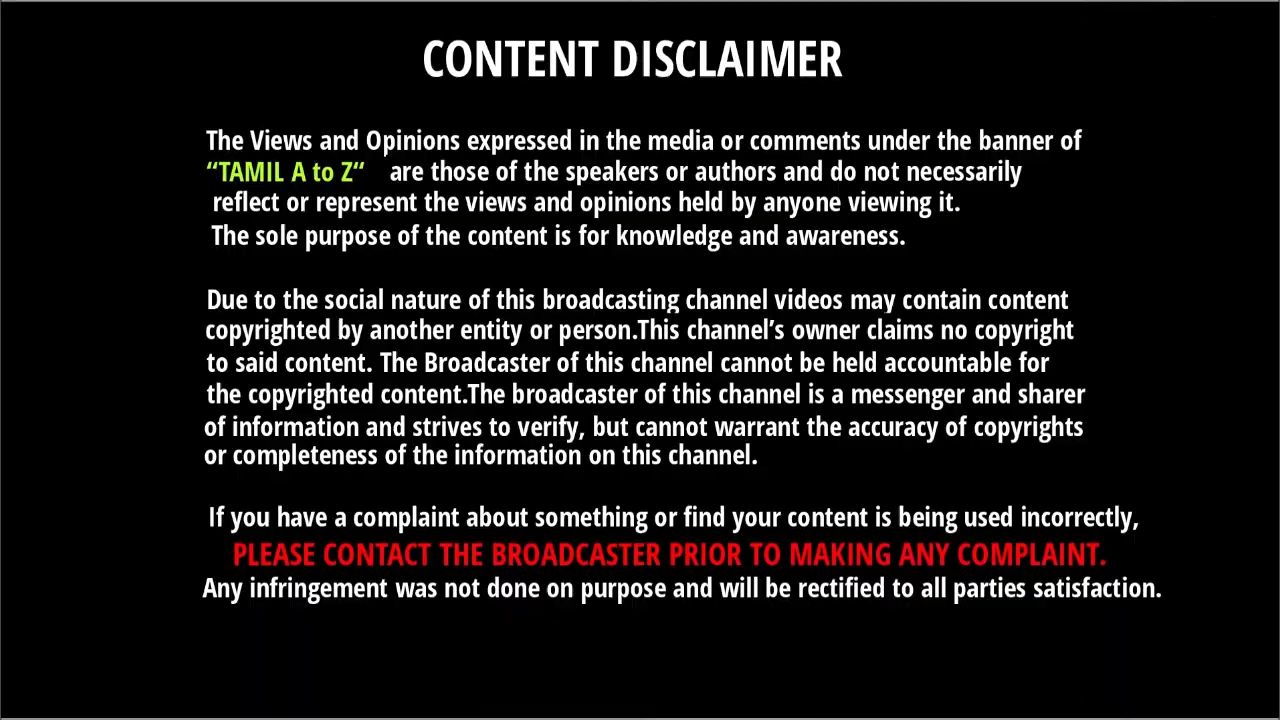 CONTENT DISCLAIMER
The Views and Opinions expressed in the media or comments under the banner of
“TAMIL A to Z“ are those of the speakers or authors and do not necessarily
reflect or represent the views and opinions held by anyone viewing it.
The sole purpose of the content is for knowledge and awareness.
Due to the social nature of this broadcasting channel videos may contain content
copyrighted by another entity or person.This channel’s owner claims no copyright
to said content. The Broadcaster of this channel cannot be held accountable for
the copyrighted content.The broadcaster of this channel is a messenger and sharer
of information and strives to verify, but cannot warrant the accuracy of copyrights
or completeness of the information on this channel.
If you have a complaint about something or find your content is being used incorrectly,
PLEASE CONTACT THE BROADCASTER PRIOR TO MAKING ANY COMPLAINT.
Any infringement was not done on purpose and will be rectified to all parties satisfaction.